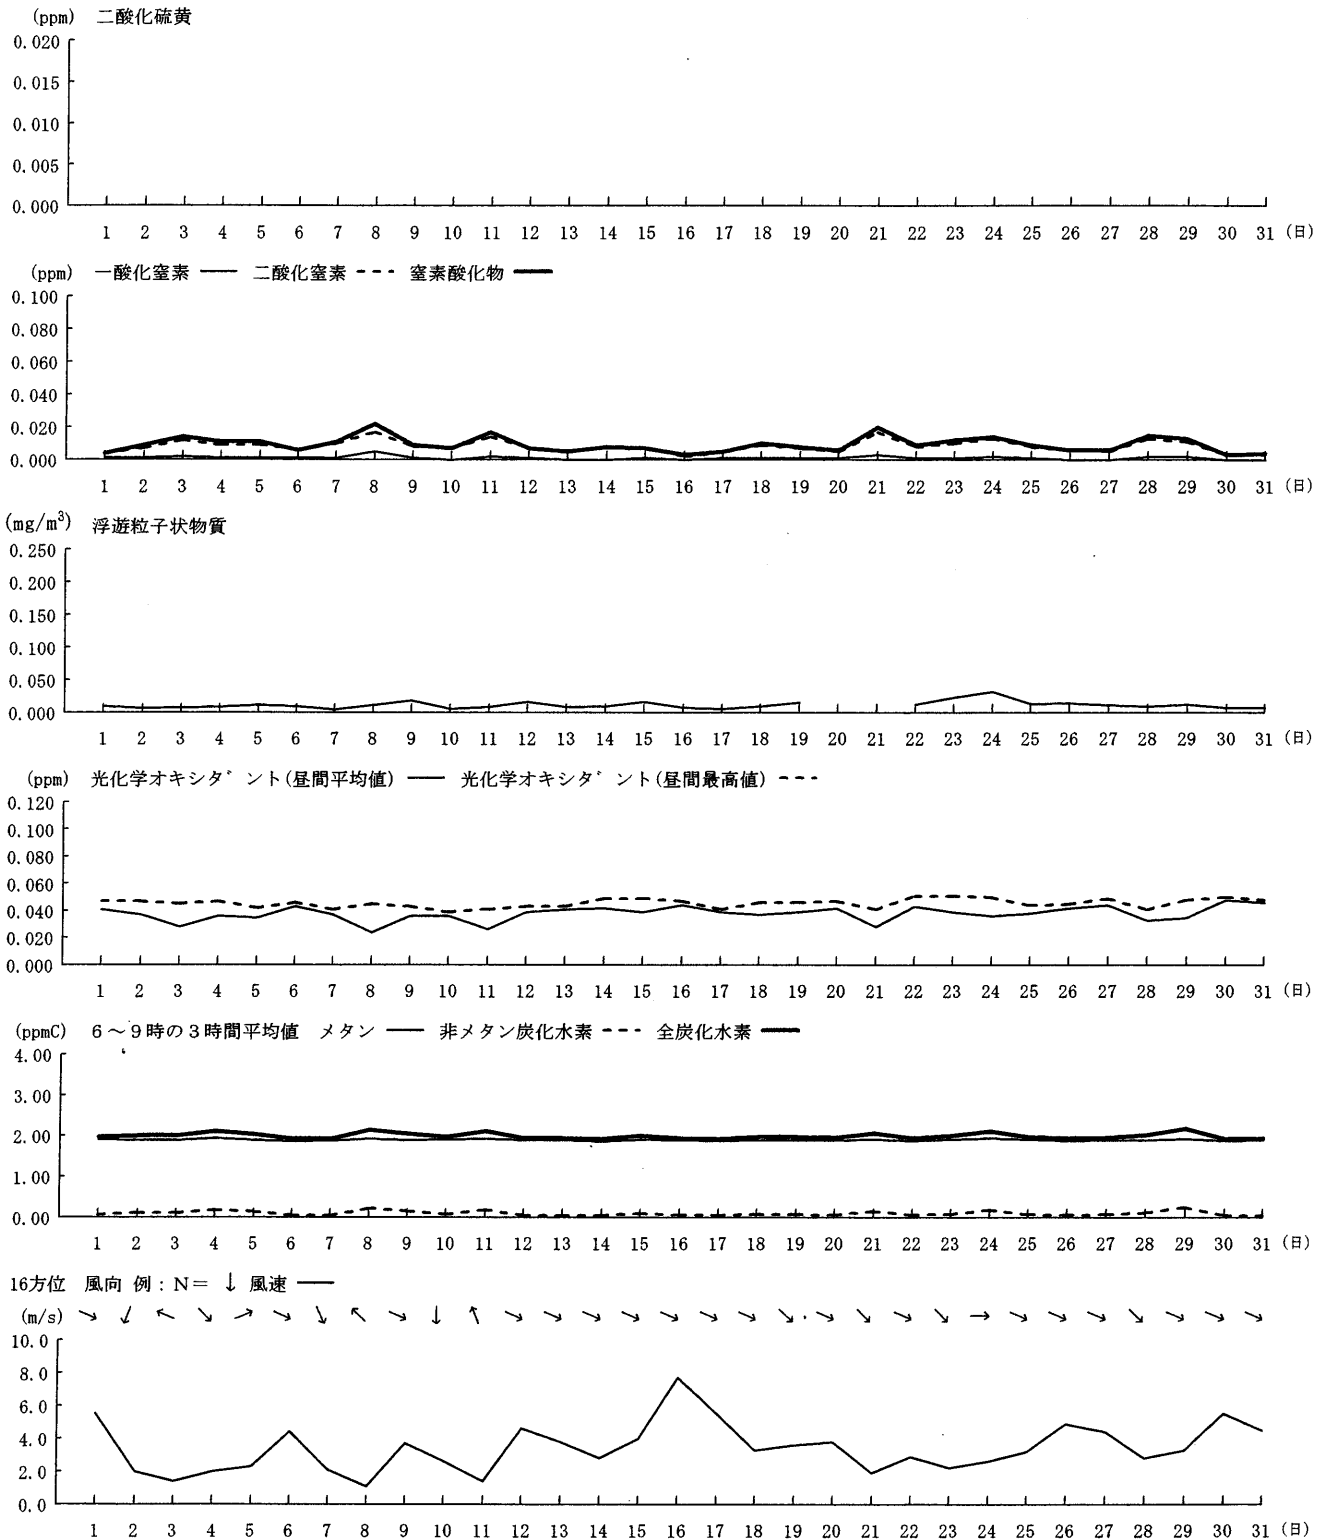 (ppm) 二酸化硫黄
0.020
0.015
0.010
0.005
0.000
1 2 3 4 5 6 7 8 9 10 11 12 13 14 15 16 17 18 19 20 21 22 23 24 25 26 27 28 29 30 31 (日)
(ppm) 一酸化窒素 二酸化窒素 窒素酸化物
0.100
0.080
0.060
0.040
0.020
0.000
1 2 3 4 5 6 7 8 9 10 11 12 13 14 15 16 17 18 19 20 21 22 23 24 25 26 27 28 29 30 31 (日)
(mg/m³) 浮遊粒子状物質
0.250
0.200
0.150
0.100
0.050
0.000
1 2 3 4 5 6 7 8 9 10 11 12 13 14 15 16 17 18 19 20 21 22 23 24 25 26 27 28 29 30 31 (日)
(ppm) 光化学オキシダント(昼間平均値) 光化学オキシダント(昼間最高値)
0.120
0.100
0.080
0.060
0.040
0.020
0.000
1 2 3 4 5 6 7 8 9 10 11 12 13 14 15 16 17 18 19 20 21 22 23 24 25 26 27 28 29 30 31 (日)
(ppmC) 6～9時の3時間平均値 メタン 非メタン炭化水素 全炭化水素
4.00
3.00
2.00
1.00
0.00
1 2 3 4 5 6 7 8 9 10 11 12 13 14 15 16 17 18 19 20 21 22 23 24 25 26 27 28 29 30 31 (日)
16方位 風向 例：N＝ ↓ 風速
(m/s)
10.0
8.0
6.0
4.0
2.0
0.0
1 2 3 4 5 6 7 8 9 10 11 12 13 14 15 16 17 18 19 20 21 22 23 24 25 26 27 28 29 30 31 (日)